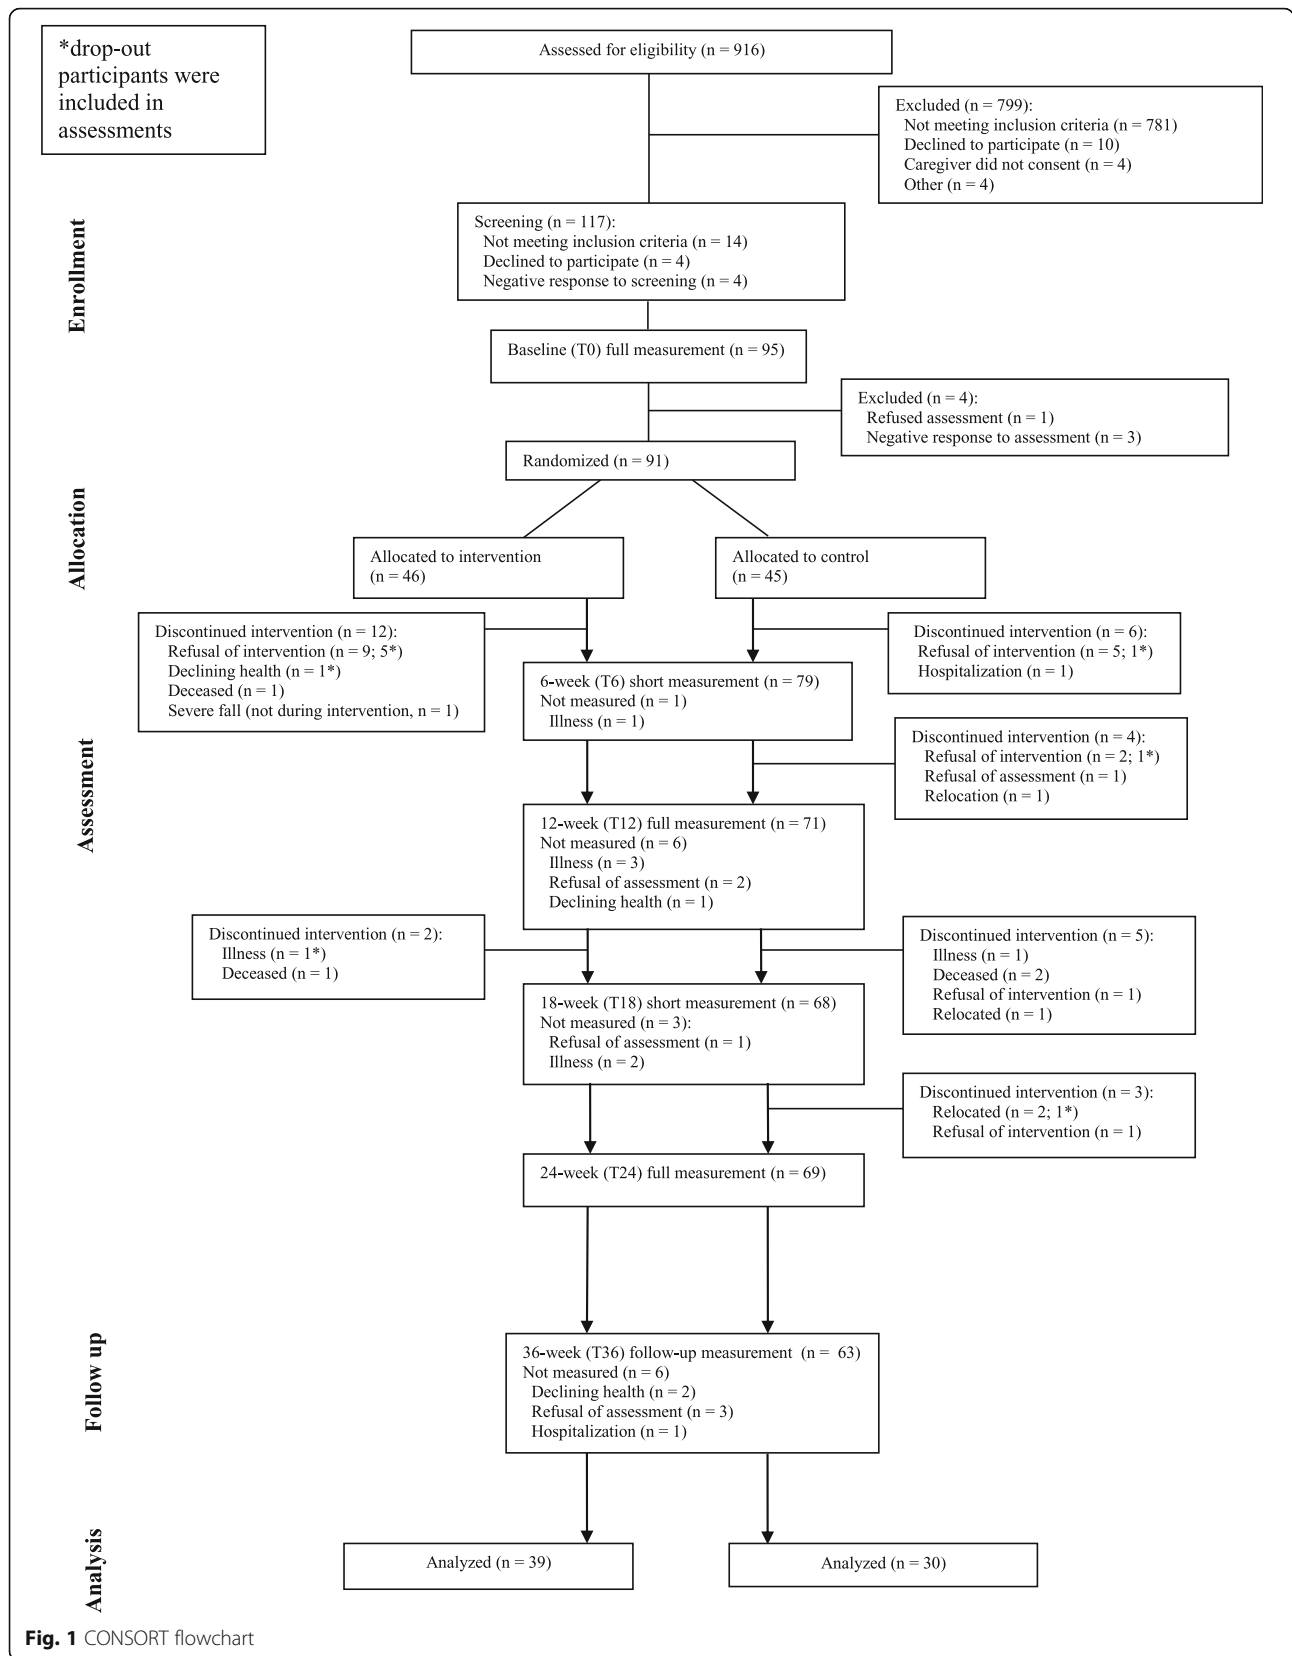 *drop-out
participants were
included in
assessments
Assessed for eligibility (n = 916)
Excluded (n = 799):
Not meeting inclusion criteria (n = 781)
Declined to participate (n = 10)
Caregiver did not consent (n = 4)
Other (n = 4)
Enrollment
Screening (n = 117):
Not meeting inclusion criteria (n = 14)
Declined to participate (n = 4)
Negative response to screening (n = 4)
Baseline (T0) full measurement (n = 95)
Excluded (n = 4):
Refused assessment (n = 1)
Negative response to assessment (n = 3)
Randomized (n = 91)
Allocation
Allocated to intervention
(n = 46)
Allocated to control
(n = 45)
Discontinued intervention (n = 12):
Refusal of intervention (n = 9; 5*)
Declining health (n = 1*)
Deceased (n = 1)
Severe fall (not during intervention, n = 1)
Discontinued intervention (n = 6):
Refusal of intervention (n = 5; 1*)
Hospitalization (n = 1)
6-week (T6) short measurement (n = 79)
Not measured (n = 1)
Illness (n = 1)
Assessment
Discontinued intervention (n = 4):
Refusal of intervention (n = 2; 1*)
Refusal of assessment (n = 1)
Relocation (n = 1)
12-week (T12) full measurement (n = 71)
Not measured (n = 6)
Illness (n = 3)
Refusal of assessment (n = 2)
Declining health (n = 1)
Discontinued intervention (n = 2):
Illness (n = 1*)
Deceased (n = 1)
Discontinued intervention (n = 5):
Illness (n = 1)
Deceased (n = 2)
Refusal of intervention (n = 1)
Relocated (n = 1)
18-week (T18) short measurement (n = 68)
Not measured (n = 3):
Refusal of assessment (n = 1)
Illness (n = 2)
Discontinued intervention (n = 3):
Relocated (n = 2; 1*)
Refusal of intervention (n = 1)
24-week (T24) full measurement (n = 69)
Follow up
36-week (T36) follow-up measurement (n = 63)
Not measured (n = 6)
Declining health (n = 2)
Refusal of assessment (n = 3)
Hospitalization (n = 1)
Analysis
Analyzed (n = 39)
Analyzed (n = 30)
Fig. 1 CONSORT flowchart